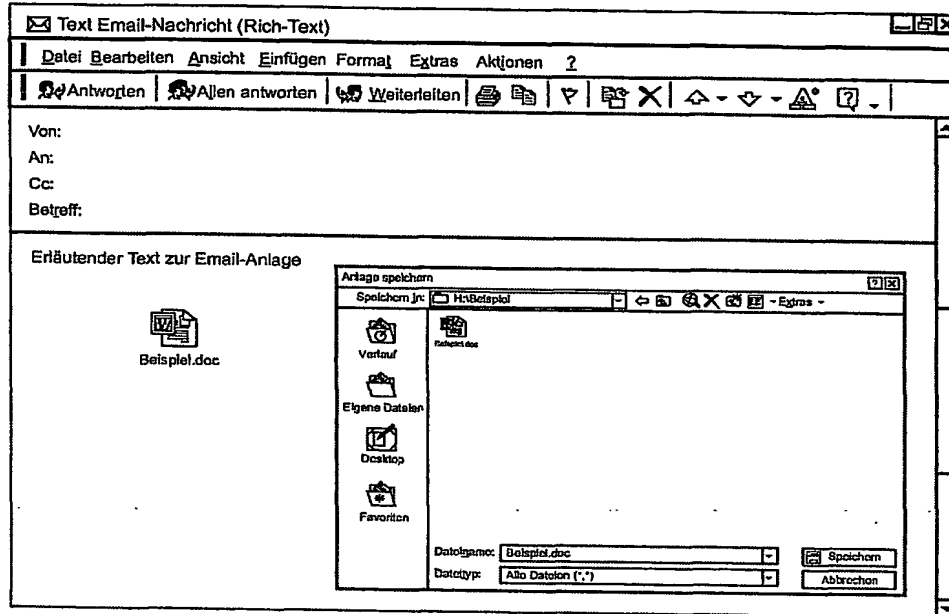 Text Email-Nachricht (Rich-Text)
Datei Bearbeiten Ansicht Einfügen Format Extras Aktionen ?
Antworten Allen antworten Weiterleiten
Von:
An:
Cc:
Betreff:
Erläutender Text zur Email-Anlage
Beispiel.doc
Anlage speichern
Speichern In: H:\Beispiel Extras
Beispiel.doc
Verlauf
Eigene Dateien
Desktop
Favoriten
Dateiname: Beispiel.doc Speichern
Dateityp: Alle Dateien (*.*) Abbrechen